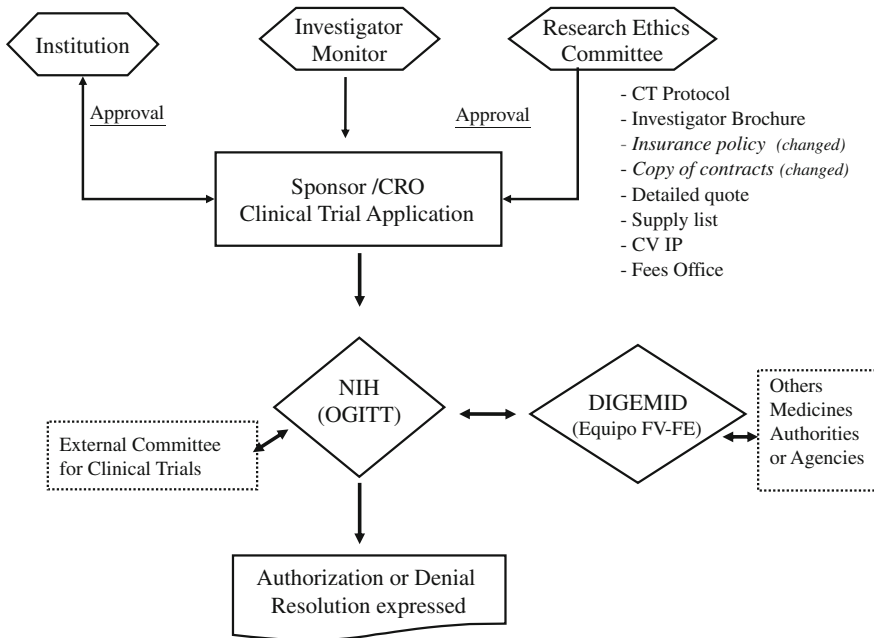 Institution
Investigator
Monitor
Research Ethics
Committee
Approval
Approval
- CT Protocol
- Investigator Brochure
- Insurance policy (changed)
- Copy of contracts (changed)
- Detailed quote
- Supply list
- CV IP
- Fees Office
Sponsor /CRO
Clinical Trial Application
NIH
(OGITT)
DIGEMID
(Equipo FV-FE)
Others
Medicines
Authorities
or Agencies
External Committee
for Clinical Trials
Authorization or Denial
Resolution expressed